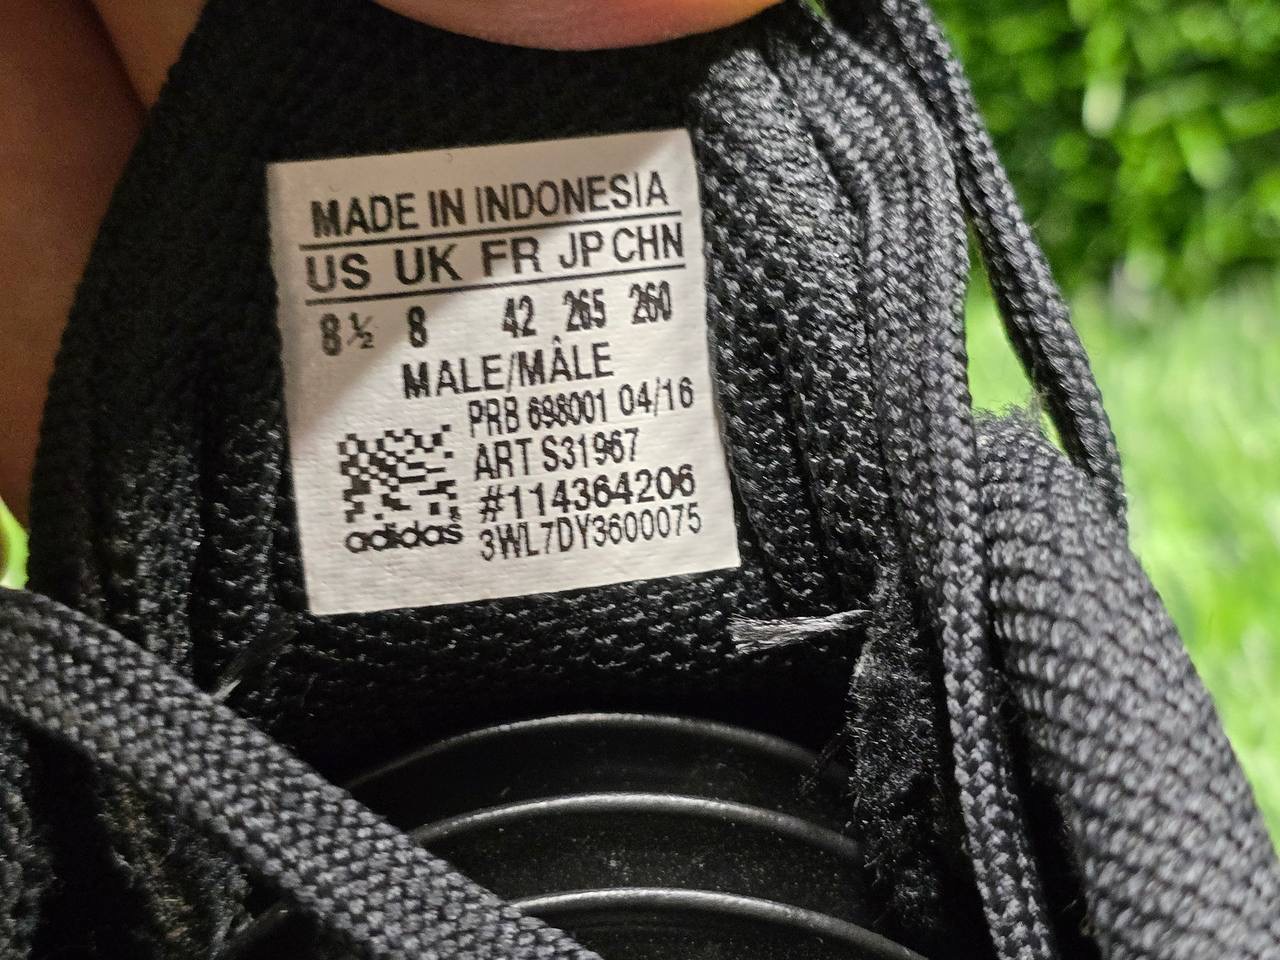 MADE IN INDONESIA
US UK FR JP CHN
8½ 8 42 265 260
MALE/MÂLE
PRB 698001 04/16
ART S31967
#114364206
adidas 3WL7DY3600075